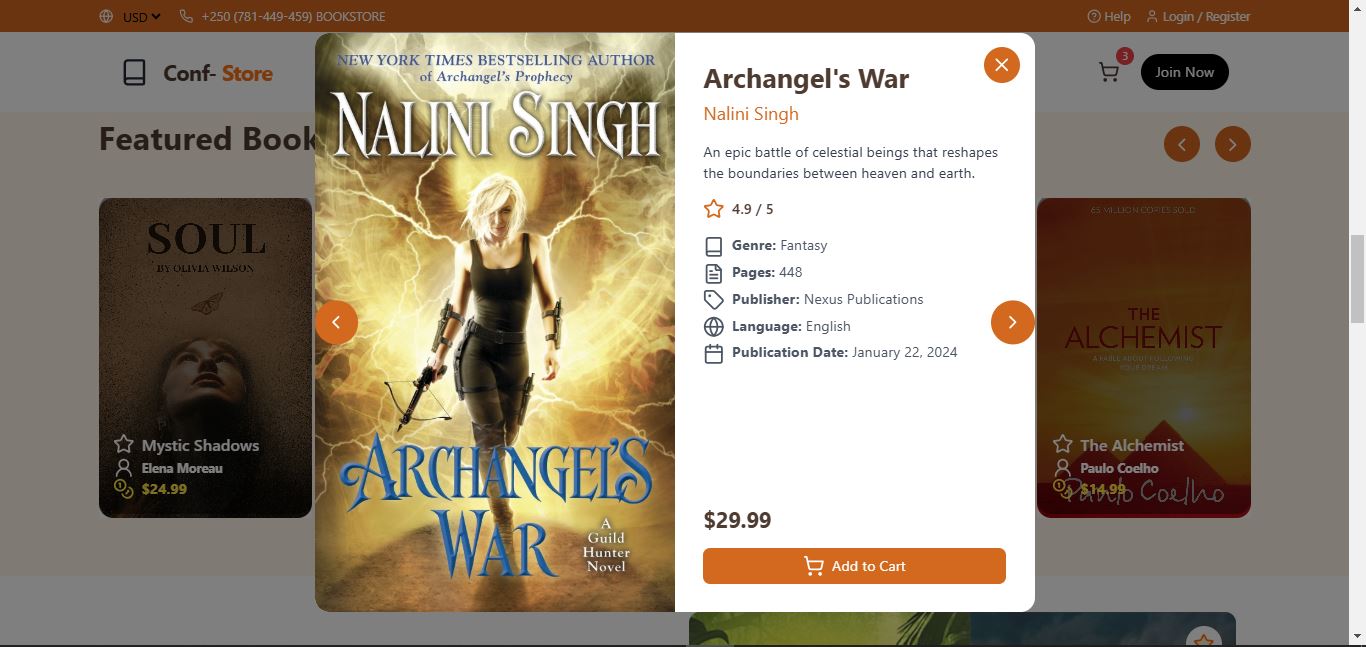 USD
+250 (781-449-459) BOOKSTORE
Help
Login / Register
Conf- Store
3
Join Now
Featured Book
SOUL
BY OLIVIA WILSON
Mystic Shadows
Elena Moreau
$24.99
NEW YORK TIMES BESTSELLING AUTHOR
of Archangel's Prophecy
NALINI SINGH
ARCHANGEL'S
WAR
A
Guild
Hunter
Novel
Archangel's War
Nalini Singh
An epic battle of celestial beings that reshapes
the boundaries between heaven and earth.
4.9 / 5
Genre: Fantasy
Pages: 448
Publisher: Nexus Publications
Language: English
Publication Date: January 22, 2024
$29.99
Add to Cart
65 MILLION COPIES SOLD
THE
ALCHEMIST
A FABLE ABOUT FOLLOWING
YOUR DREAM
The Alchemist
Paulo Coelho
$14.99
Paulo Coelho